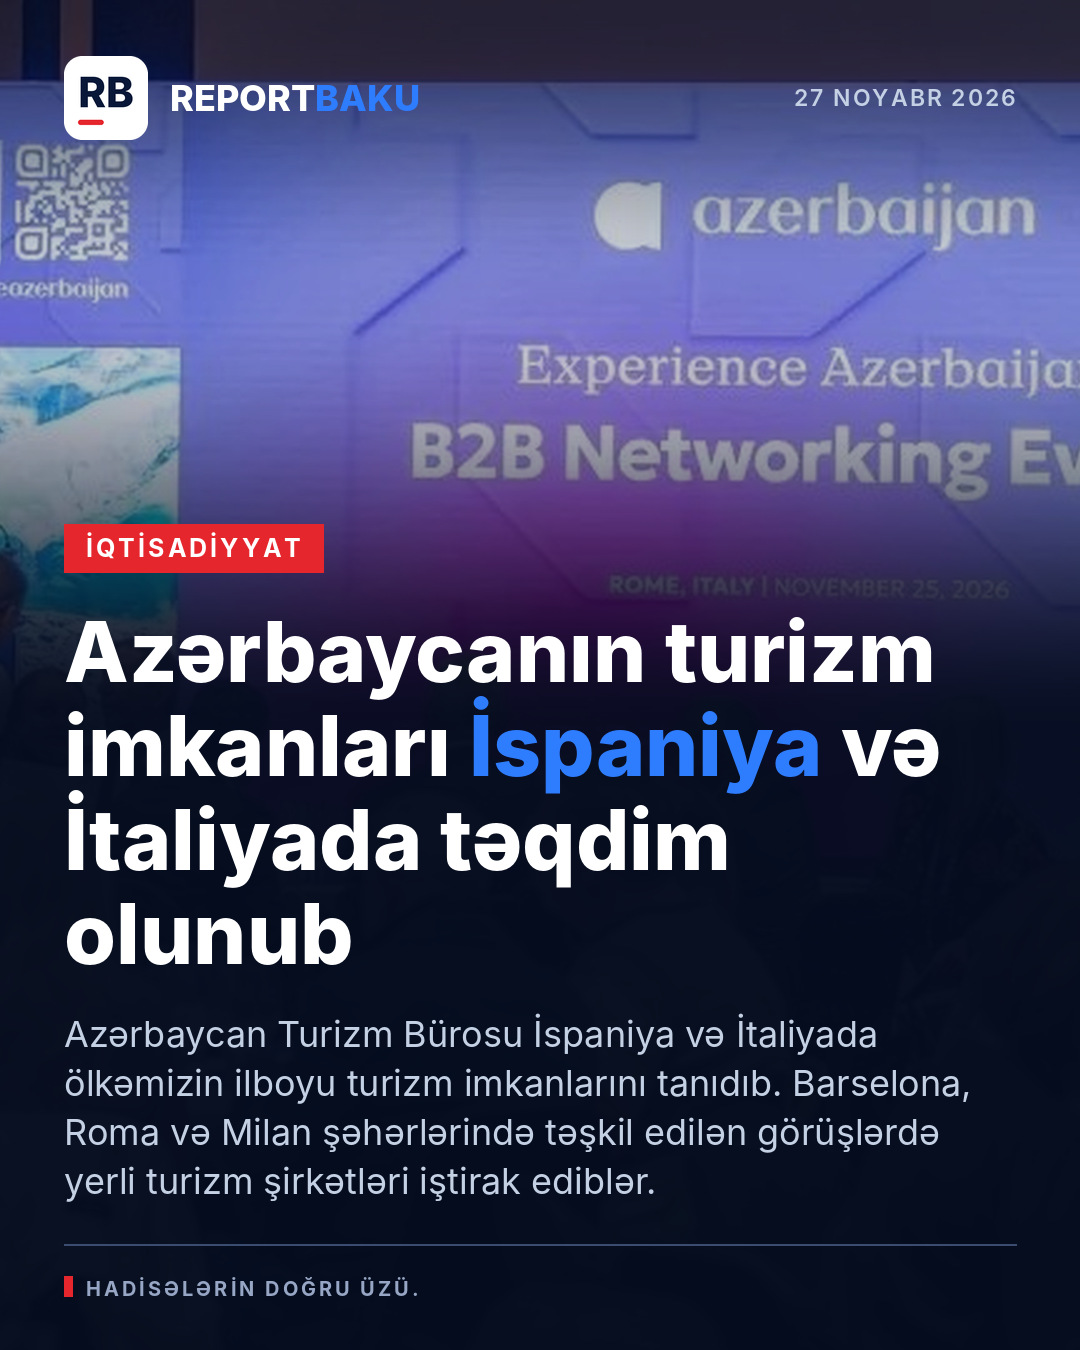 RB
REPORTBAKU
27 NOYABR 2026
eazerbaijan
azerbaijan
Experience Azerbaijan
B2B Networking Ev
ROME, ITALY | NOVEMBER 25, 2026
İQTİSADİYYAT
Azərbaycanın turizm
imkanları İspaniya və
İtaliyada təqdim
olunub
Azərbaycan Turizm Bürosu İspaniya və İtaliyada
ölkəmizin ilboyu turizm imkanlarını tanıdıb. Barselona,
Roma və Milan şəhərlərində təşkil edilən görüşlərdə
yerli turizm şirkətləri iştirak ediblər.
HADİSƏLƏRİN DOĞRU ÜZÜ.